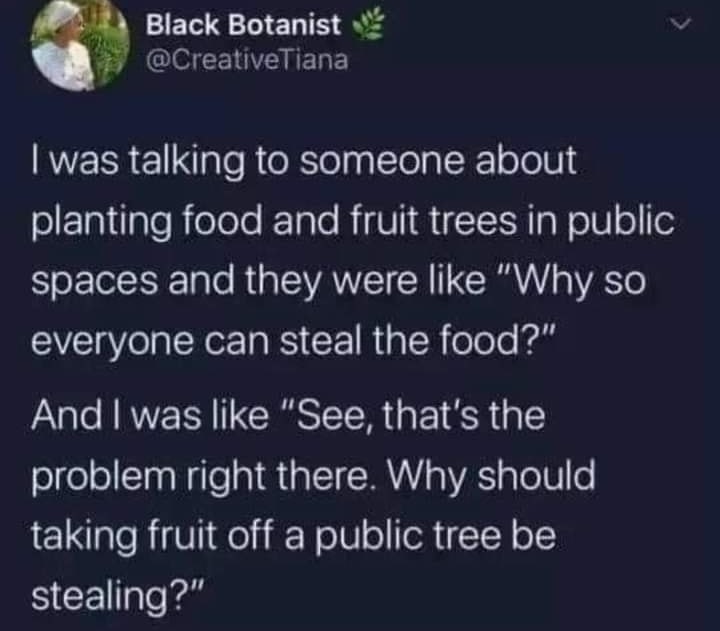 Black Botanist 🌿
@CreativeTiana
I was talking to someone about
planting food and fruit trees in public
spaces and they were like "Why so
everyone can steal the food?"
And I was like "See, that's the
problem right there. Why should
taking fruit off a public tree be
stealing?"